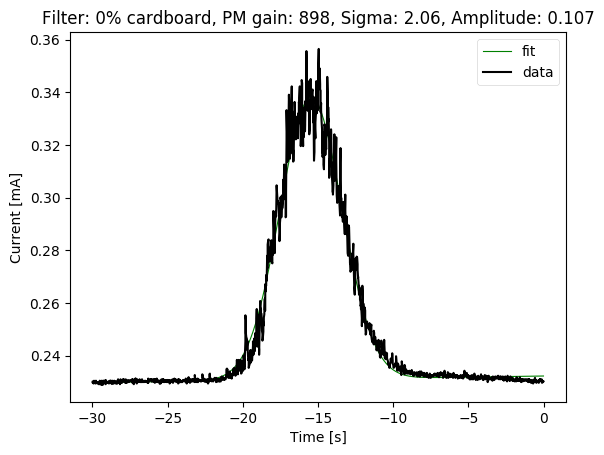 Filter: 0% cardboard, PM gain: 898, Sigma: 2.06, Amplitude: 0.107
fit
data
0.36
0.34
0.32
0.30
0.28
0.26
0.24
Current [mA]
−30
−25
−20
−15
−10
−5
0
Time [s]